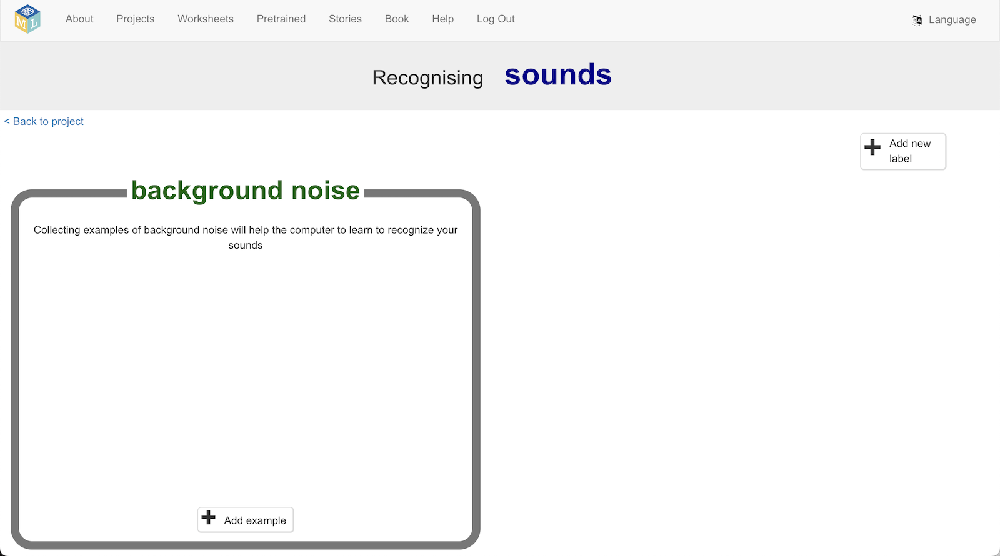 M L
About Projects Worksheets Pretrained Stories Book Help Log Out Language
Recognising sounds
< Back to project
Add new
label
background noise
Collecting examples of background noise will help the computer to learn to recognize your
sounds
Add example